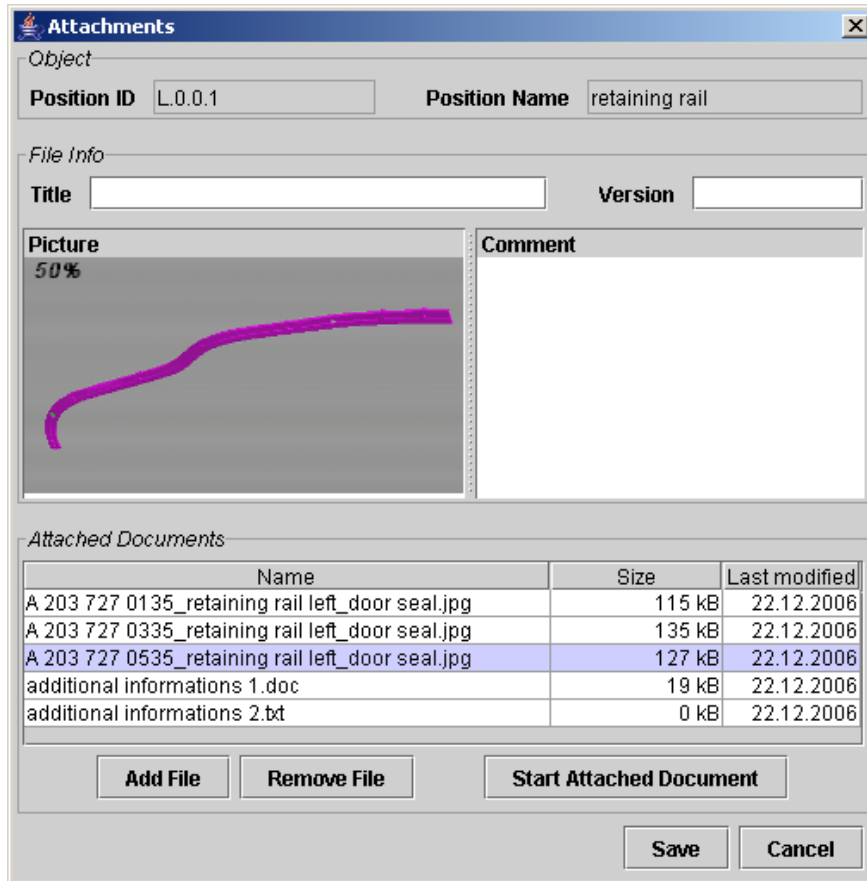 Attachments
Object
Position ID L.0.0.1 Position Name retaining rail
File Info
Title Version
Picture Comment
50%
Attached Documents
Name Size Last modified
A 203 727 0135_retaining rail left_door seal.jpg 115 kB 22.12.2006
A 203 727 0335_retaining rail left_door seal.jpg 135 kB 22.12.2006
A 203 727 0535_retaining rail left_door seal.jpg 127 kB 22.12.2006
additional informations 1.doc 19 kB 22.12.2006
additional informations 2.txt 0 kB 22.12.2006
Add File Remove File Start Attached Document
Save Cancel